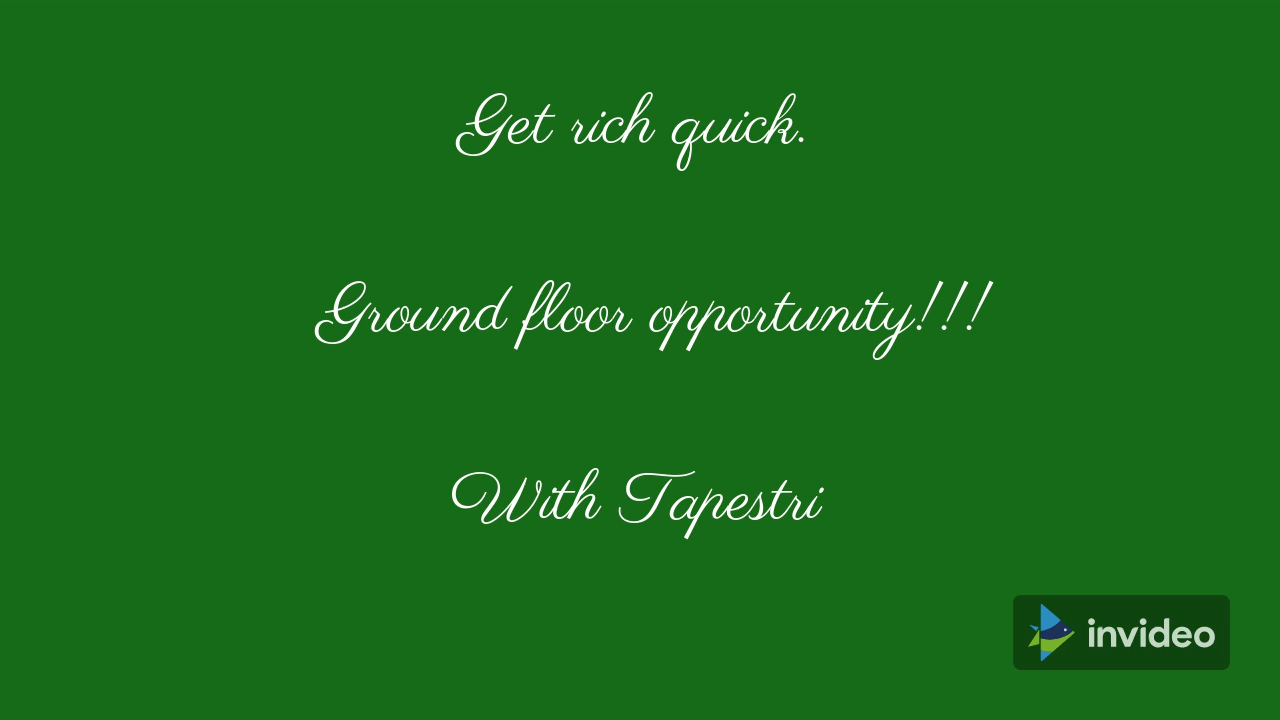 Get rich quick.
Ground floor opportunity!!!
With Tapestri
invideo